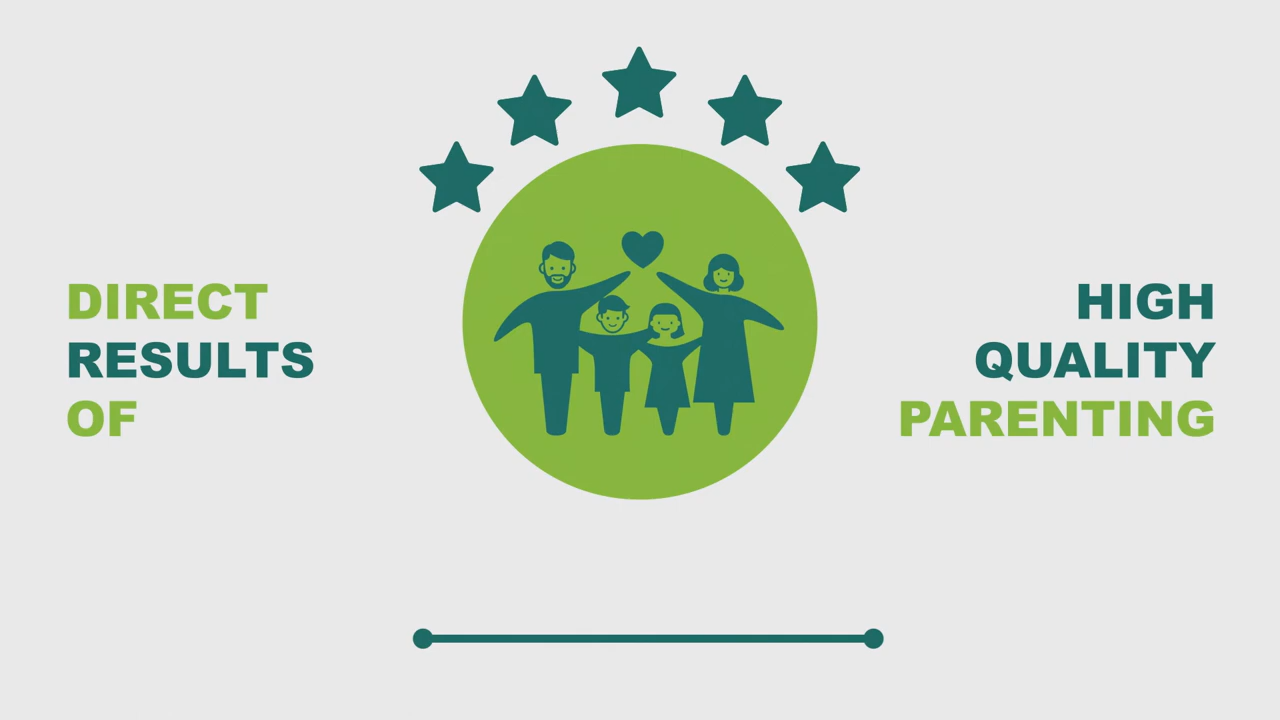 DIRECT
RESULTS
OF
HIGH
QUALITY
PARENTING